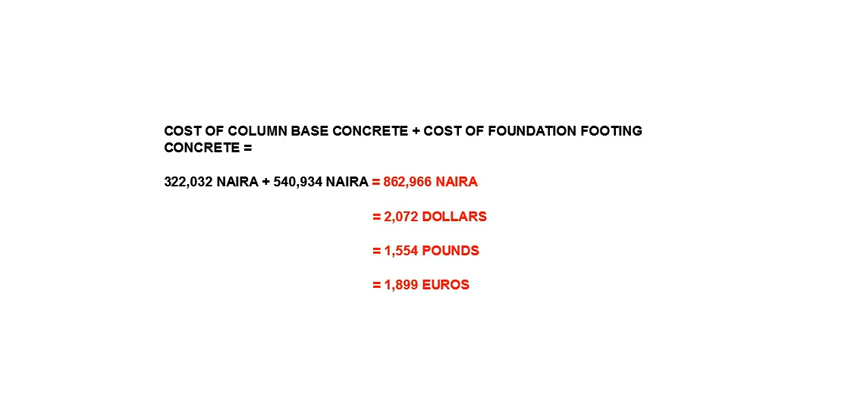 COST OF COLUMN BASE CONCRETE + COST OF FOUNDATION FOOTING
CONCRETE =
322,032 NAIRA + 540,934 NAIRA = 862,966 NAIRA
= 2,072 DOLLARS
= 1,554 POUNDS
= 1,899 EUROS